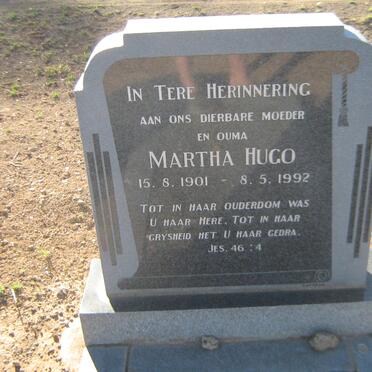 IN TERE HERINNERING
AAN ONS DIERBARE MOEDER
EN OUMA
MARTHA HUGO
15. 8. 1901 - 8. 5. 1992
TOT IN HAAR OUDERDOM WAS
U HAAR HERE, TOT IN HAAR
GRYSHEID HET U HAAR GEDRA.
JES. 46 : 4